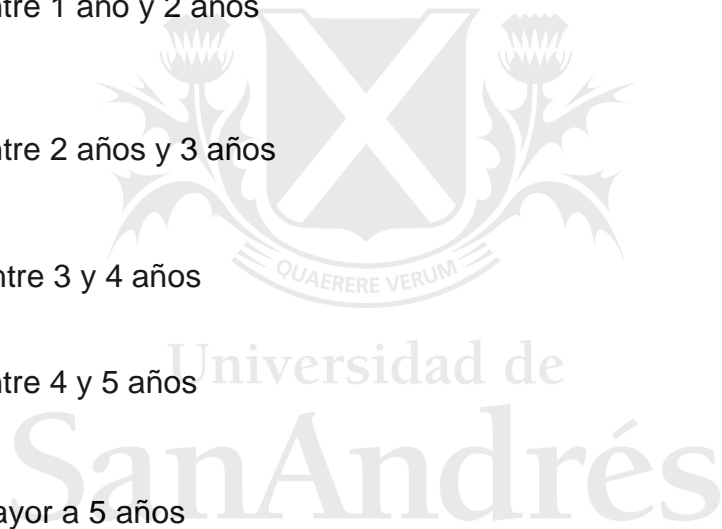 ntre 1 año y 2 años
ntre 2 años y 3 años
QUAERERE VERUM
ntre 3 y 4 años
Universidad de
ntre 4 y 5 años
SanAndrés
ayor a 5 años